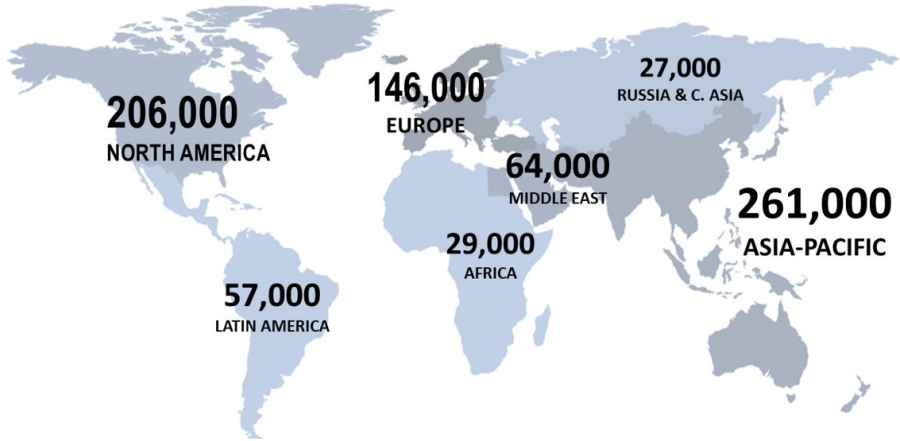 206,000
NORTH AMERICA
146,000
EUROPE
27,000
RUSSIA & C. ASIA
64,000
MIDDLE EAST
261,000
ASIA-PACIFIC
29,000
AFRICA
57,000
LATIN AMERICA